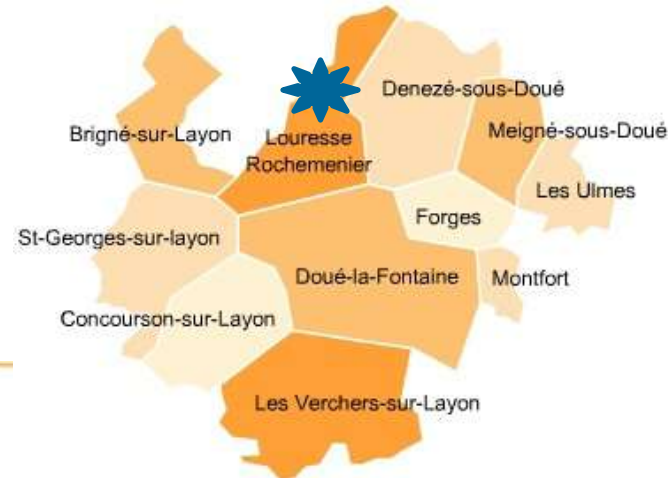 Denezé-sous-Doué
Brigné-sur-Layon
Louresse
Rochemenier
Meigné-sous-Doué
Les Ulmes
Forges
St-Georges-sur-layon
Doué-la-Fontaine
Montfort
Concourson-sur-Layon
Les Verchers-sur-Layon